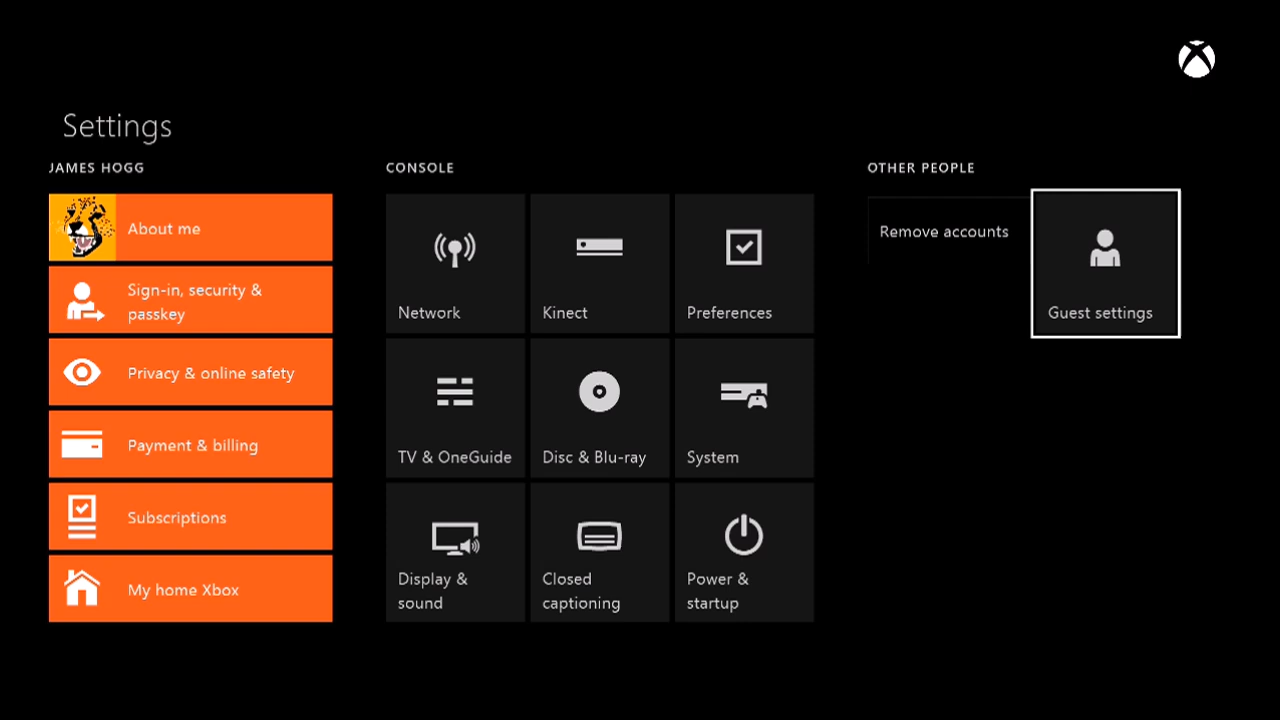 Settings
JAMES HOGG
About me
Sign-in, security &
passkey
Privacy & online safety
Payment & billing
Subscriptions
My home Xbox
CONSOLE
Network
Kinect
Preferences
TV & OneGuide
Disc & Blu-ray
System
Display &
sound
Closed
captioning
Power &
startup
OTHER PEOPLE
Remove accounts
Guest settings